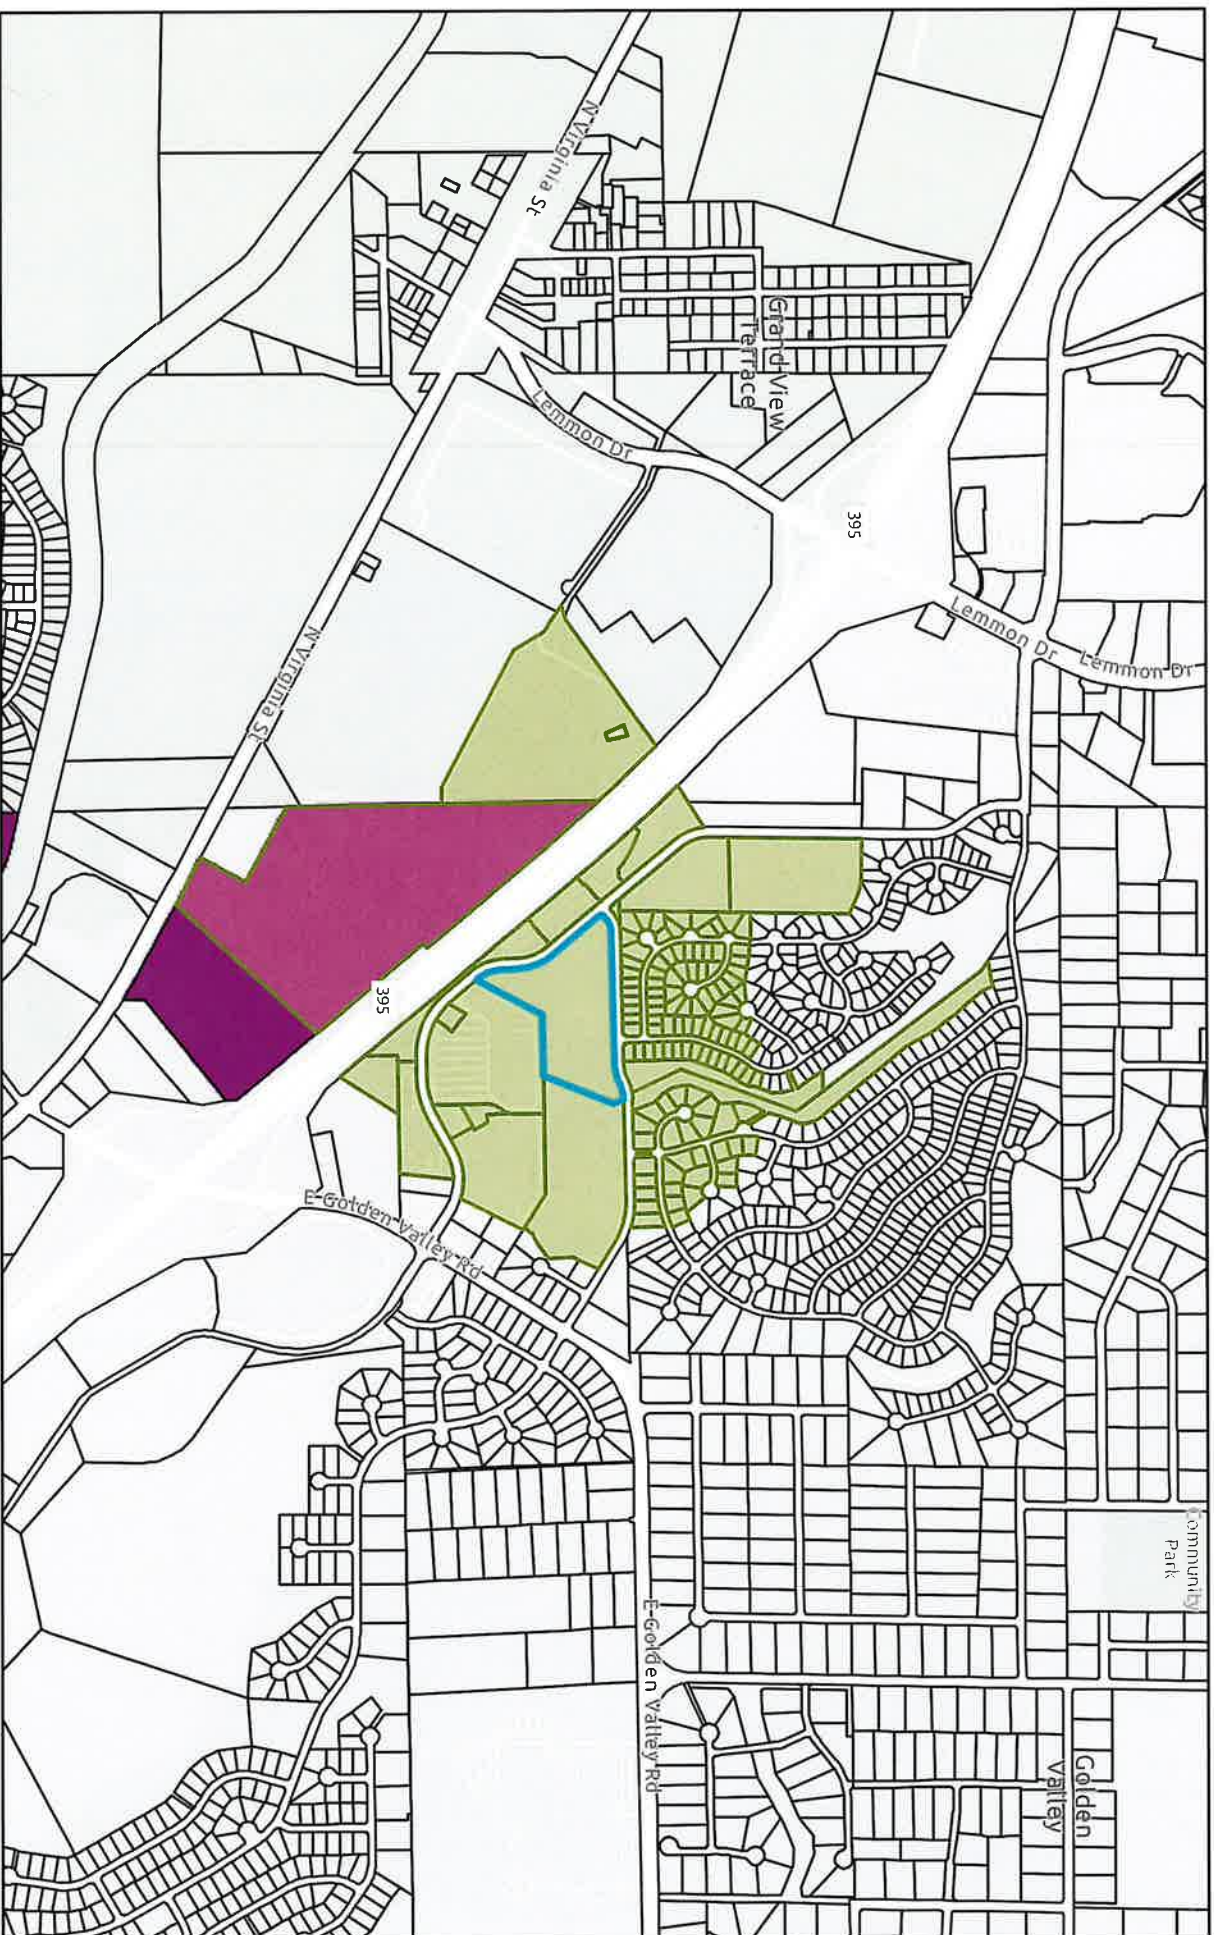 N Virginia St
Grand View
Terrace
Lemmon Dr
395
Lemmon Dr
Lemmon Dr
N Virginia St
395
E Golden Valley Rd
Community
Park
E Golden Valley Rd
Golden
Valley